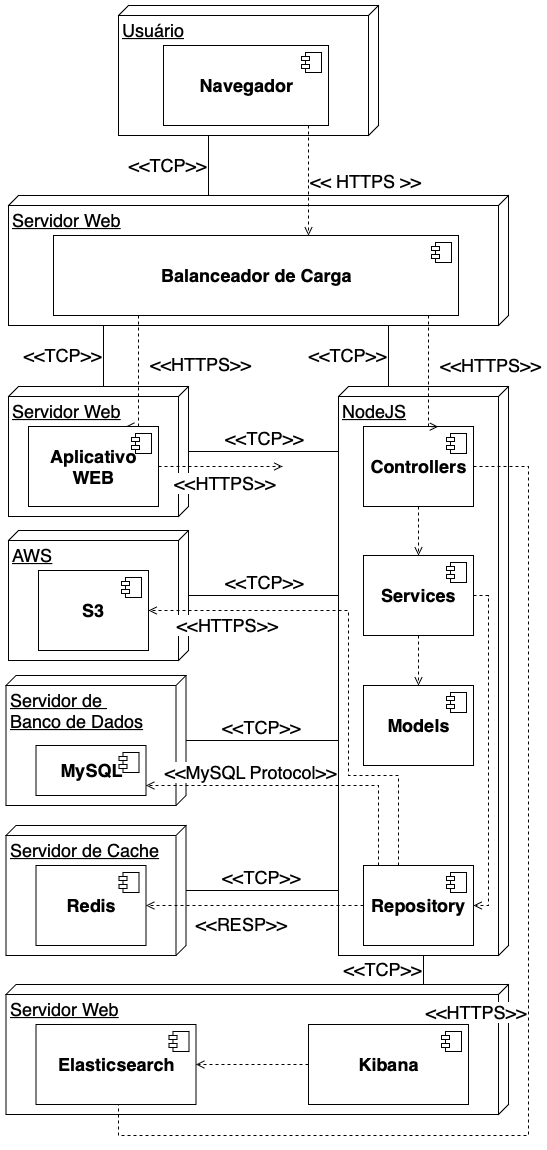 Usuário
Navegador
<<TCP>>
<< HTTPS >>
Servidor Web
Balanceador de Carga
<<TCP>>
<<HTTPS>>
<<TCP>>
<<HTTPS>>
Servidor Web
Aplicativo
WEB
<<TCP>>
<<HTTPS>>
NodeJS
Controllers
AWS
S3
<<TCP>>
<<HTTPS>>
Services
Servidor de
Banco de Dados
MySQL
<<TCP>>
<<MySQL Protocol>>
Models
Servidor de Cache
Redis
<<TCP>>
<<RESP>>
Repository
<<TCP>>
Servidor Web
<<HTTPS>>
Elasticsearch
Kibana